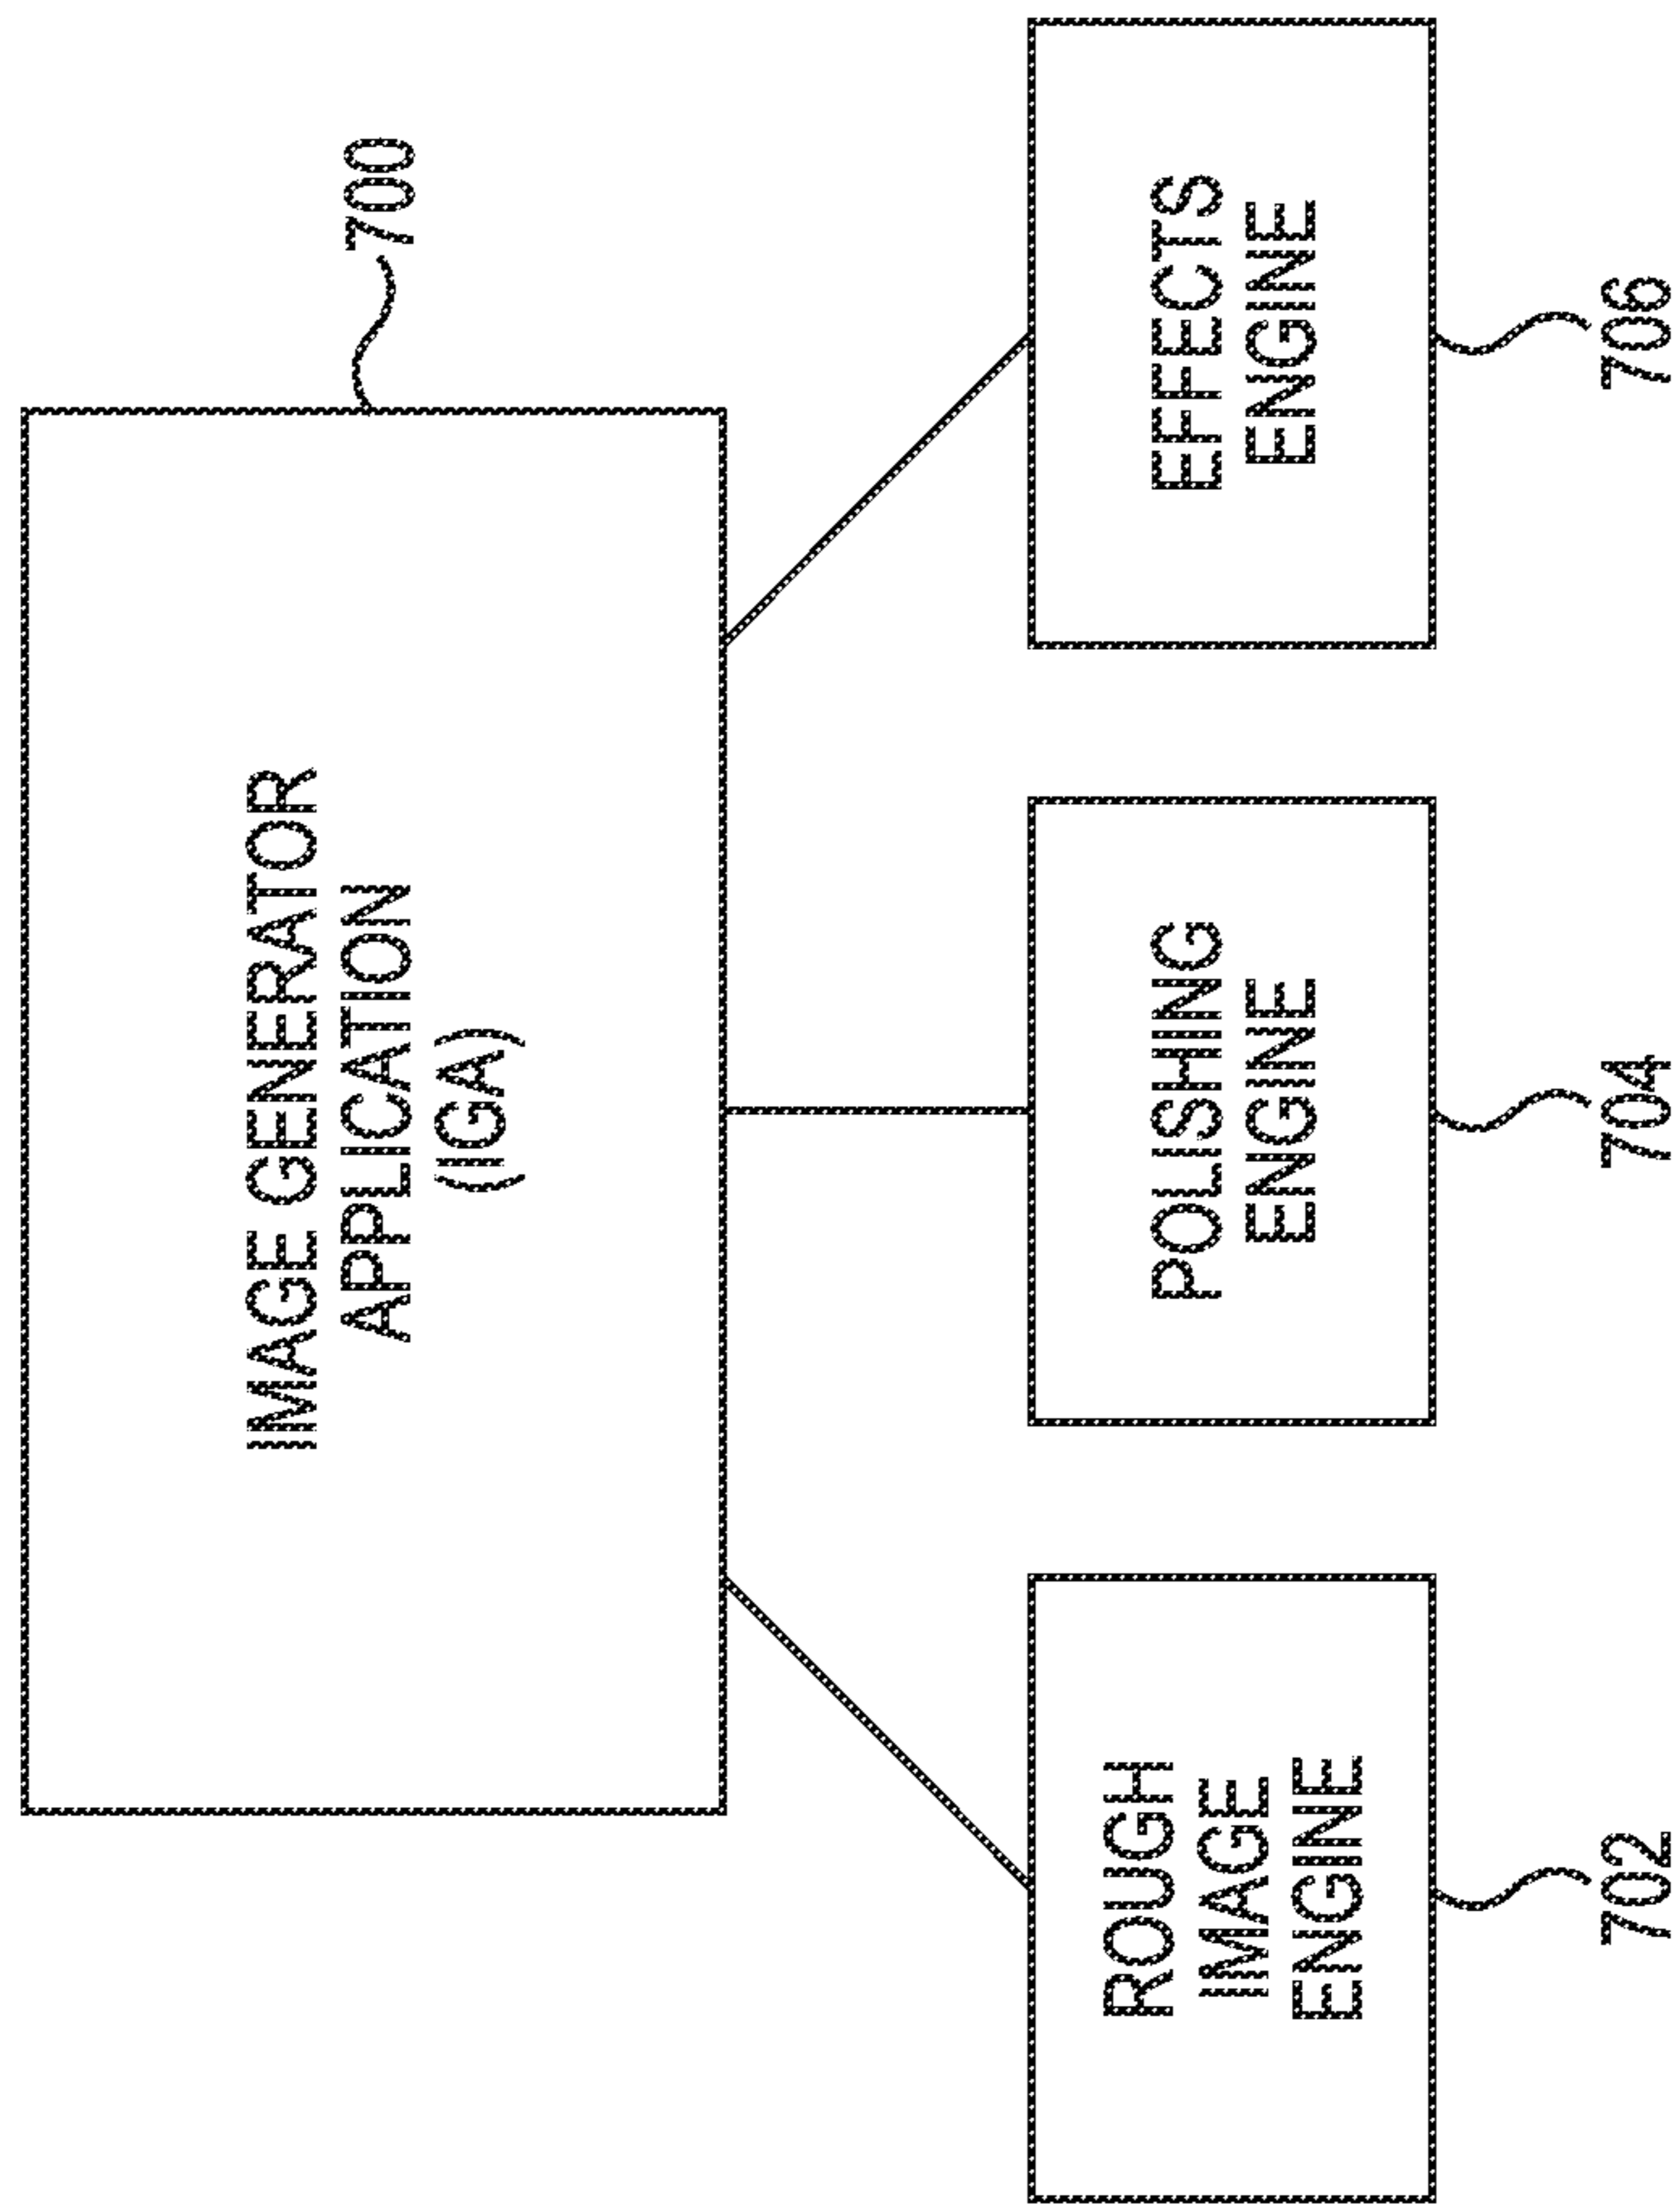 IMAGE GENERATOR
APPLICATION
(IGA)
700
ROUGH
IMAGE
ENGINE
702
POLISHING
ENGINE
704
EFFECTS
ENGINE
706